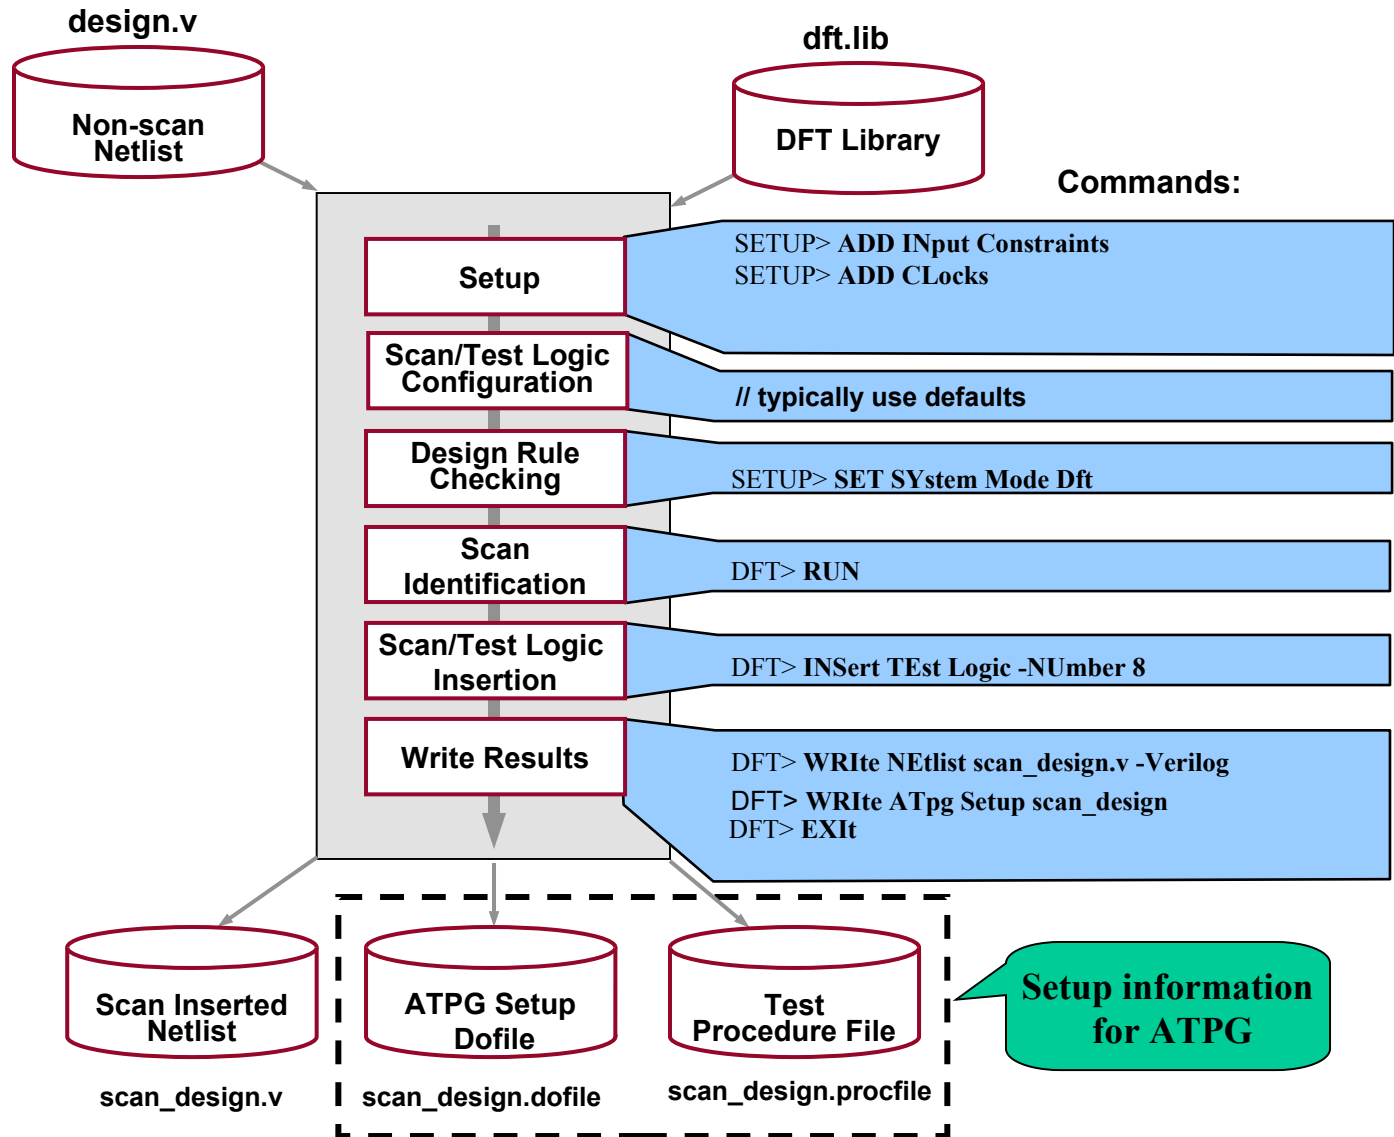 design.v
dft.lib
Non-scan
Netlist
DFT Library
Commands:
Setup
SETUP> ADD INput Constraints
SETUP> ADD CLocks
Scan/Test Logic
Configuration
// typically use defaults
Design Rule
Checking
SETUP> SET SYstem Mode Dft
Scan
Identification
DFT> RUN
Scan/Test Logic
Insertion
DFT> INSert TEst Logic -NUmber 8
Write Results
DFT> WRIte NEtlist scan_design.v -Verilog
DFT> WRIte ATpg Setup scan_design
DFT> EXIt
Scan Inserted
Netlist
ATPG Setup
Dofile
Test
Procedure File
Setup information
for ATPG
scan_design.v
scan_design.dofile
scan_design.procfile